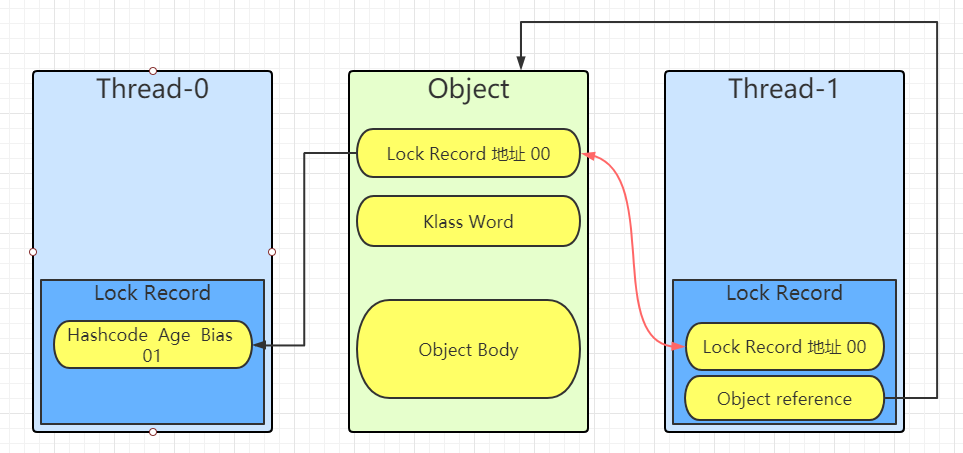 Thread-0
Lock Record
Hashcode Age Bias
01
Object
Lock Record 地址 00
Klass Word
Object Body
Thread-1
Lock Record
Lock Record 地址 00
Object reference